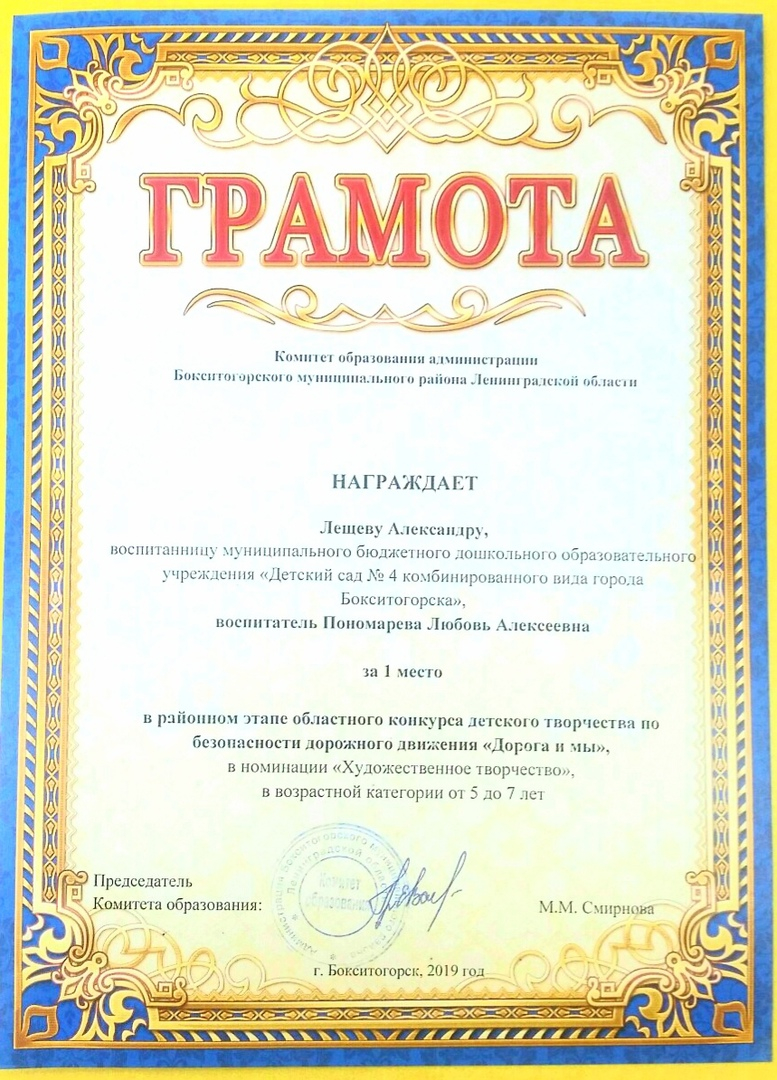 ГРАМОТА
Комитет образования администрации
Бокситогорского муниципального района Ленинградской области
НАГРАЖДАЕТ
Лешеву Александру,
воспитанницу муниципального бюджетного дошкольного образовательного
учреждения «Детский сад № 4 комбинированного вида города
Бокситогорска»,
воспитатель Пономарева Любовь Алексеевна
за 1 место
в районном этапе областного конкурса детского творчества по
безопасности дорожного движения «Дорога и мы»,
в номинации «Художественное творчество»,
в возрастной категории от 5 до 7 лет
Председатель
Комитета образования:
Комитет
образования
М.М. Смирнова
г. Бокситогорск, 2019 год